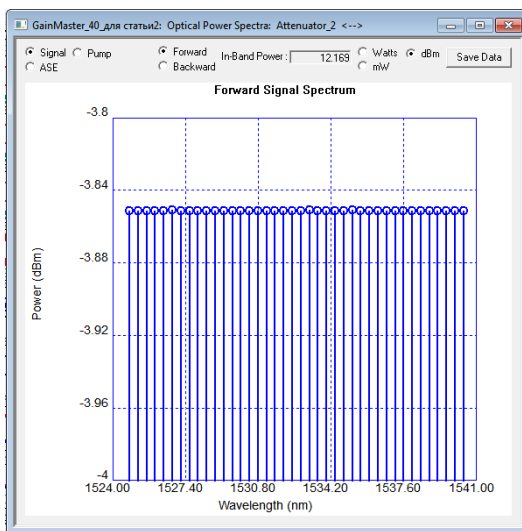 GainMaster_40_для статьи2: Optical Power Spectra: Attenuator_2 <-->
Signal Pump Forward In-Band Power: 12.169 Watts dBm Save Data
ASE Backward mW
Forward Signal Spectrum
-3.8
-3.84
-3.88
-3.92
-3.96
-4
Power (dBm)
1524.00 1527.40 1530.80 1534.20 1537.60 1541.00
Wavelength (nm)